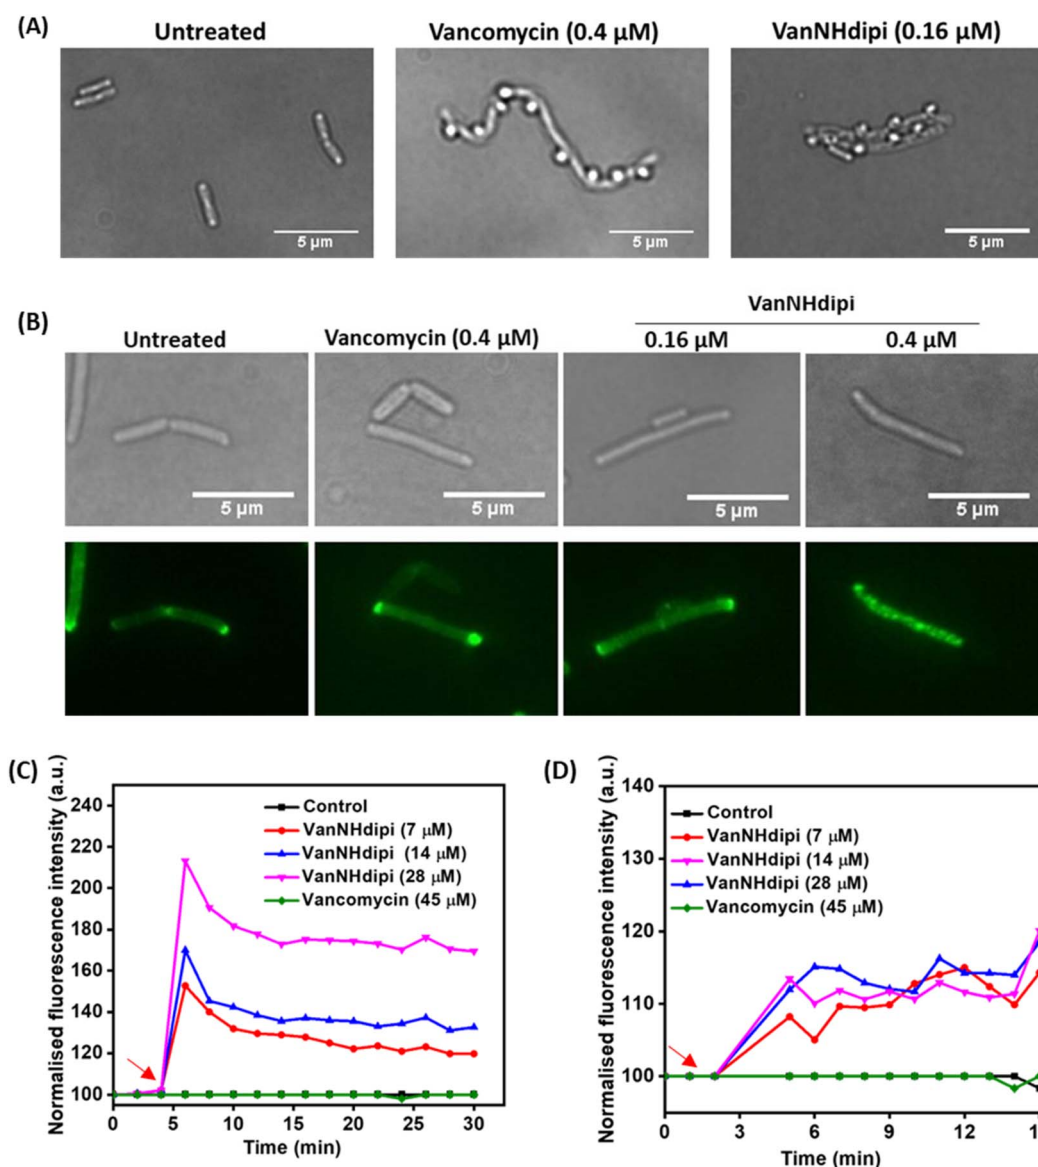 (A)
Untreated
Vancomycin (0.4 μM)
VanNHdipi (0.16 μM)
5 μm
5 μm
5 μm
(B)
VanNHdipi
Untreated
Vancomycin (0.4 μM)
0.16 μM
0.4 μM
5 μm
5 μm
5 μm
5 μm
(C)
Normalised fluorescence intensity (a.u.)
240
220
200
180
160
140
120
100
Control
VanNHdipi (7 μM)
VanNHdipi (14 μM)
VanNHdipi (28 μM)
Vancomycin (45 μM)
0 5 10 15 20 25 30
Time (min)
(D)
Normalised fluorescence intensity (a.u.)
140
130
120
110
100
Control
VanNHdipi (7 μM)
VanNHdipi (14 μM)
VanNHdipi (28 μM)
Vancomycin (45 μM)
0 3 6 9 12
Time (min)